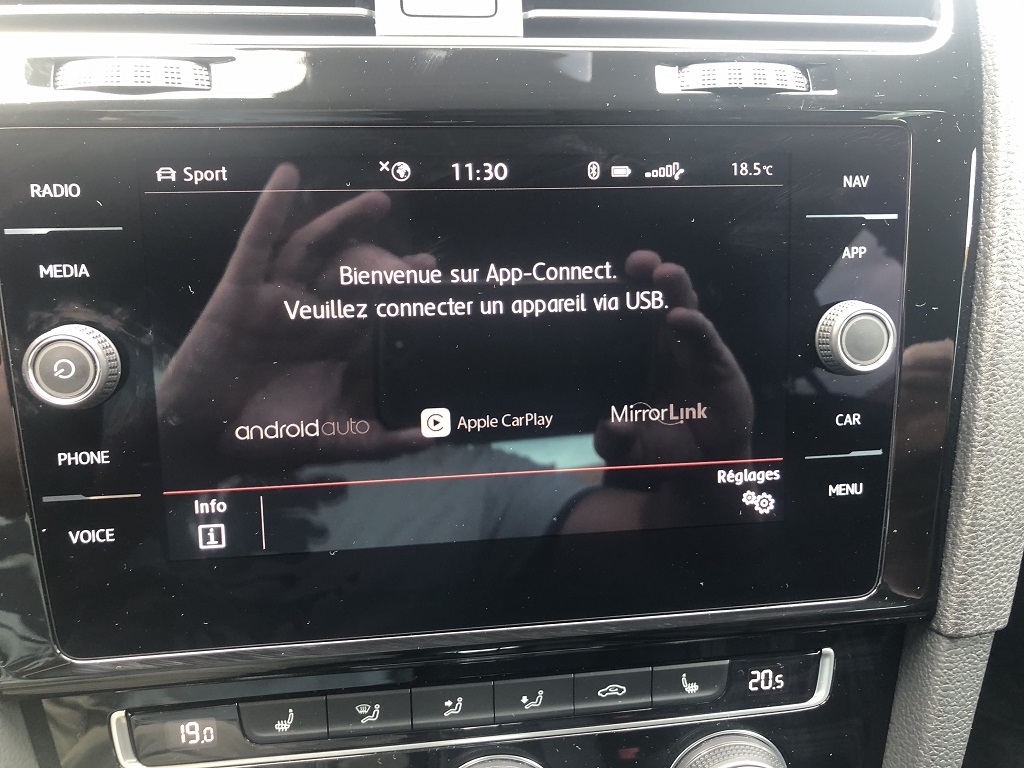 Sport 11:30 18.5°C
RADIO
NAV
MEDIA
APP
Bienvenue sur App-Connect.
Veuillez connecter un appareil via USB.
androidauto Apple CarPlay MirrorLink
CAR
PHONE
Réglages
MENU
Info
VOICE
19.0
20.5